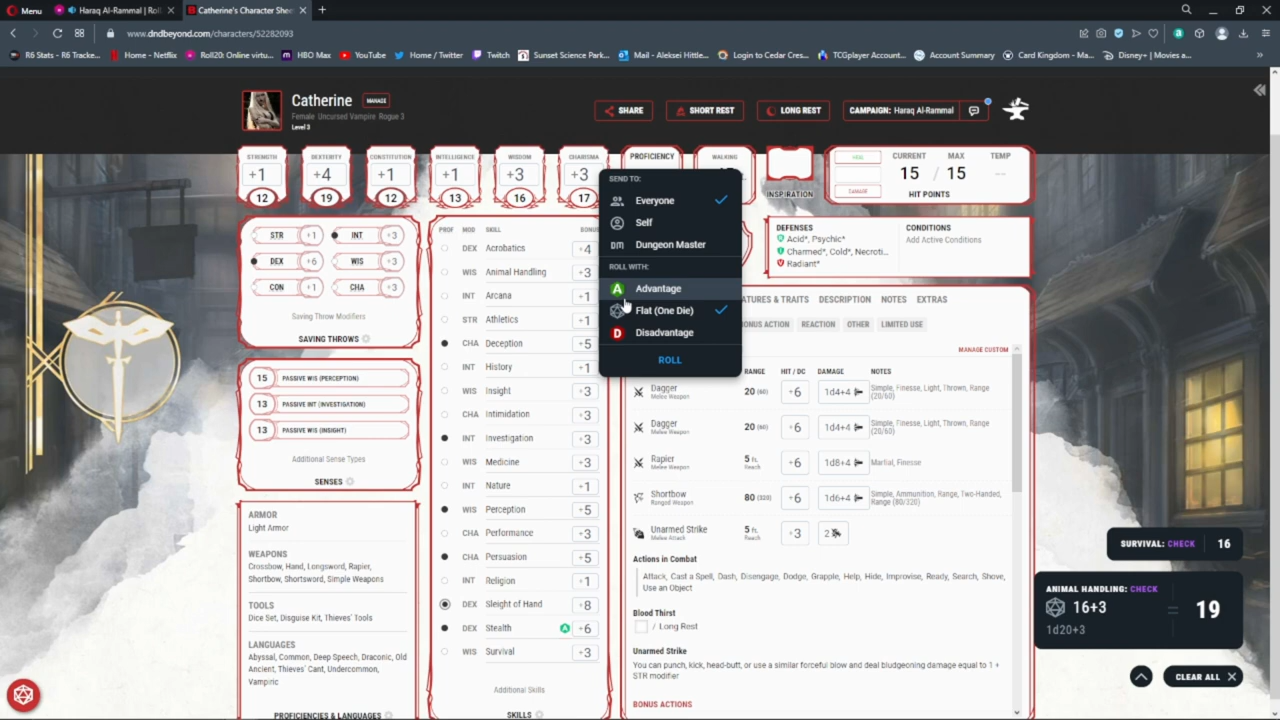 Menu
Haraq Al-Rammal | Roll
Catherine's Character Shee
www.dndbeyond.com/characters/52282093
R6 Stats - R6 Tracke...
Home - Netflix
Roll20: Online virtu...
HBO Max
YouTube
Home / Twitter
Twitch
Sunset Science Park...
Mail - Aleksei Hittle...
Login to Cedar Cres...
TCGplayer Account...
Account Summary
Card Kingdom - Ma...
Disney+ | Movies a...
Catherine
MANAGE
Female Uncursed Vampire Rogue 3
Level 3
SHARE
SHORT REST
LONG REST
CAMPAIGN: Haraq Al-Rammal
STRENGTH
+1
12
DEXTERITY
+4
19
CONSTITUTION
+1
12
INTELLIGENCE
+1
13
WISDOM
+3
16
CHARISMA
+3
17
PROFICIENCY
WALKING
INSPIRATION
HEAL
DAMAGE
CURRENT
MAX
TEMP
15 / 15
--
HIT POINTS
STR +1
INT +3
DEX +6
WIS +3
CON +1
CHA +3
Saving Throw Modifiers
SAVING THROWS
15 PASSIVE WIS (PERCEPTION)
13 PASSIVE INT (INVESTIGATION)
13 PASSIVE WIS (INSIGHT)
Additional Sense Types
SENSES
ARMOR
Light Armor
WEAPONS
Crossbow, Hand, Longsword, Rapier,
Shortbow, Shortsword, Simple Weapons
TOOLS
Dice Set, Disguise Kit, Thieves' Tools
LANGUAGES
Abyssal, Common, Deep Speech, Draconic, Old
Ancient, Thieves' Cant, Undercommon,
Vampiric
PROFICIENCIES & LANGUAGES
PROF MOD SKILL BONUS
DEX Acrobatics +4
WIS Animal Handling +3
INT Arcana +1
STR Athletics +1
CHA Deception +5
INT History +1
WIS Insight +3
CHA Intimidation +3
INT Investigation +3
WIS Medicine +3
INT Nature +1
WIS Perception +5
CHA Performance +3
CHA Persuasion +5
INT Religion +1
DEX Sleight of Hand +8
DEX Stealth A +6
WIS Survival +3
Additional Skills
SKILLS
SEND TO:
Everyone
Self
DM Dungeon Master
ROLL WITH:
A Advantage
Flat (One Die)
D Disadvantage
ROLL
DEFENSES
Acid*, Psychic*
Charmed*, Cold*, Necroti...
Radiant*
CONDITIONS
Add Active Conditions
EATURES & TRAITS
DESCRIPTION
NOTES
EXTRAS
BONUS ACTION
REACTION
OTHER
LIMITED USE
MANAGE CUSTOM
RANGE HIT / DC DAMAGE NOTES
Dagger 20 (60) +6 1d4+4 Simple, Finesse, Light, Thrown, Range
Melee Weapon (20/60)
Dagger 20 (60) +6 1d4+4 Simple, Finesse, Light, Thrown, Range
Melee Weapon (20/60)
Rapier 5 ft. +6 1d8+4 Martial, Finesse
Melee Weapon Reach
Shortbow 80 (320) +6 1d6+4 Simple, Ammunition, Range, Two-Handed,
Ranged Weapon Range (80/320)
Unarmed Strike 5 ft. +3 2
Melee Attack Reach
Actions in Combat
Attack, Cast a Spell, Dash, Disengage, Dodge, Grapple, Help, Hide, Improvise, Ready, Search, Shove,
Use an Object
Blood Thirst
/ Long Rest
Unarmed Strike
You can punch, kick, head-butt, or use a similar forceful blow and deal bludgeoning damage equal to 1 +
STR modifier
BONUS ACTIONS
SURVIVAL: CHECK 16
ANIMAL HANDLING: CHECK
16+3 = 19
1d20+3
CLEAR ALL